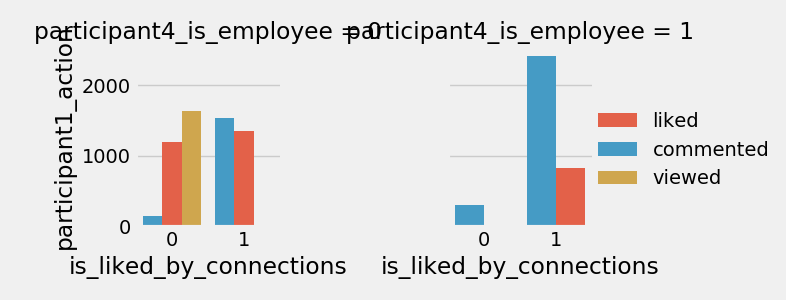 participant4_is_employee = 0
participant4_is_employee = 1
participant1_action
2000
1000
0
0 1
0 1
is_liked_by_connections
is_liked_by_connections
liked
commented
viewed